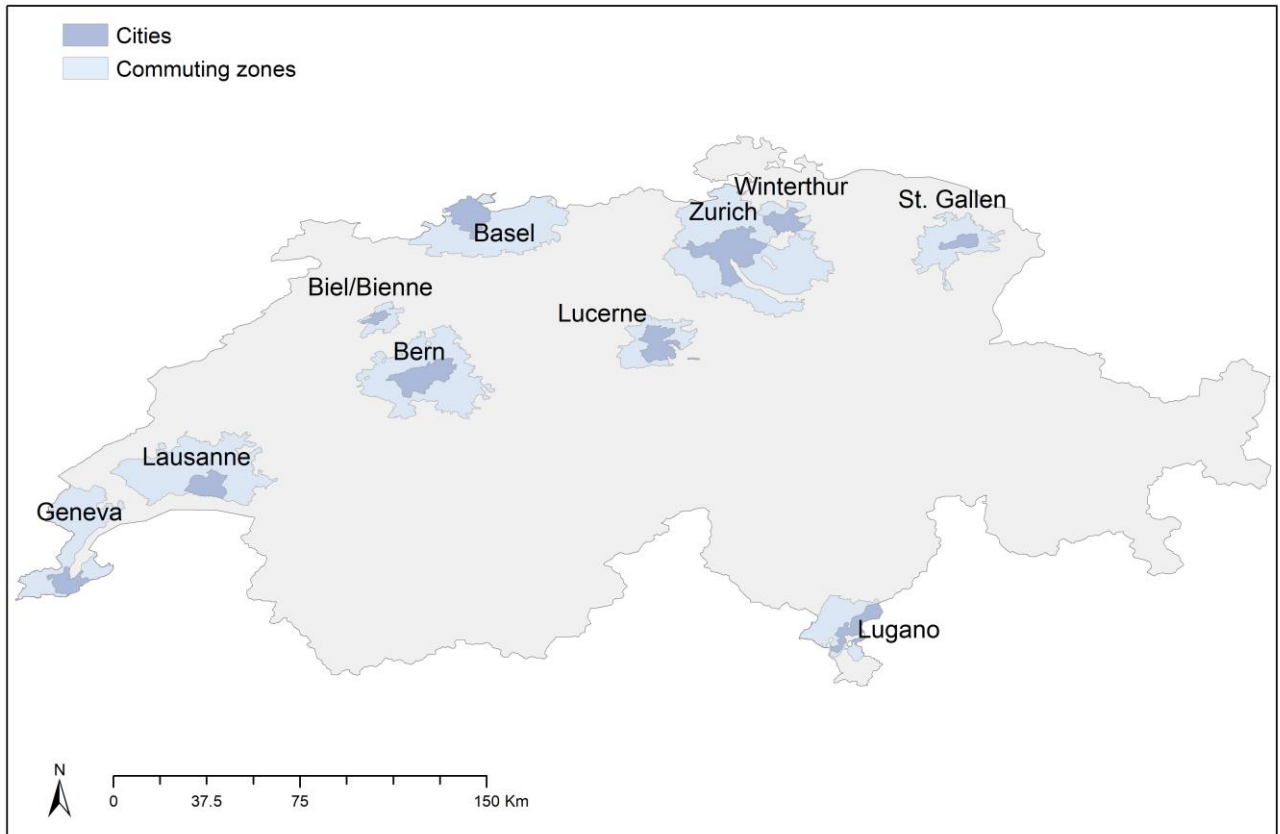 Cities
Commuting zones
Winterthur
Zurich
St. Gallen
Basel
Biel/Bienne
Lucerne
Bern
Lausanne
Geneva
Lugano
N
0 37.5 75 150 Km